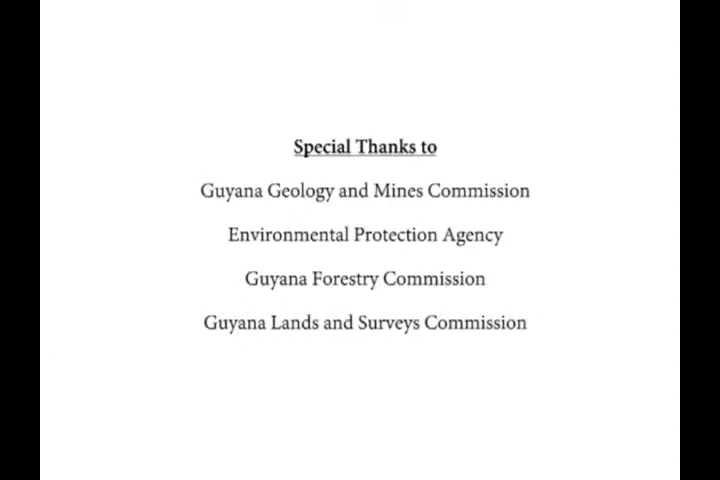 Special Thanks to
Guyana Geology and Mines Commission
Environmental Protection Agency
Guyana Forestry Commission
Guyana Lands and Surveys Commission